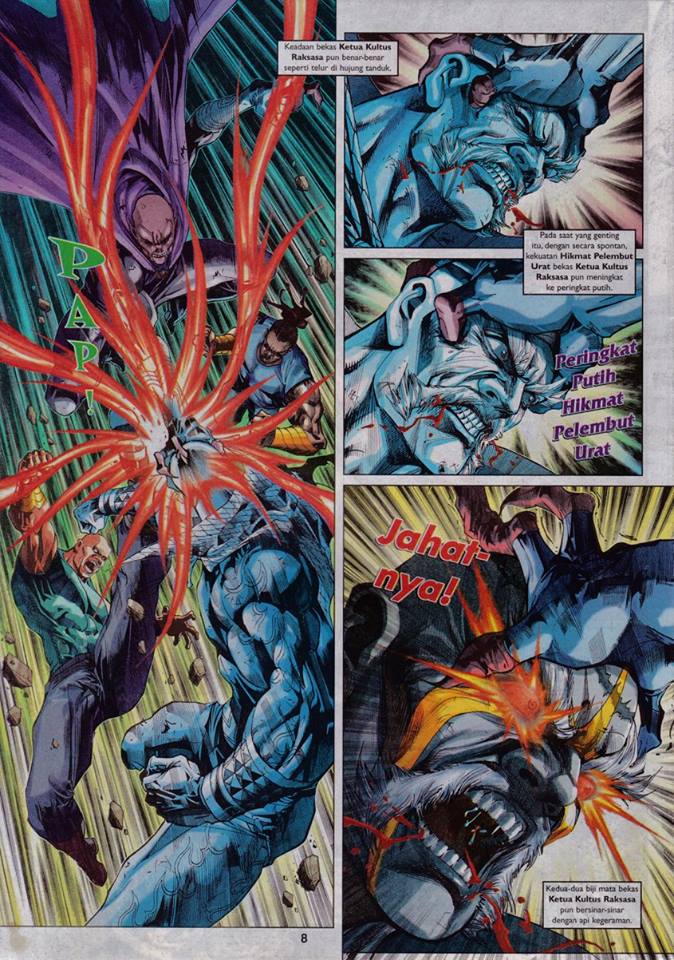 Keadaan bekas Ketua Kultus
Raksasa pun benar-benar
seperti telur di hujung tanduk.
PAP!
Pada saat yang genting
itu, dengan secara spontan,
kekuatan Hikmat Pelembut
Urat bekas Ketua Kultus
Raksasa pun meningkat
ke peringkat putih.
Peringkat
Putih
Hikmat
Pelembut
Urat
Jahat-
nya!
Kedua-dua biji mata bekas
Ketua Kultus Raksasa
pun bersinar-sinar
dengan api kegeraman.
8